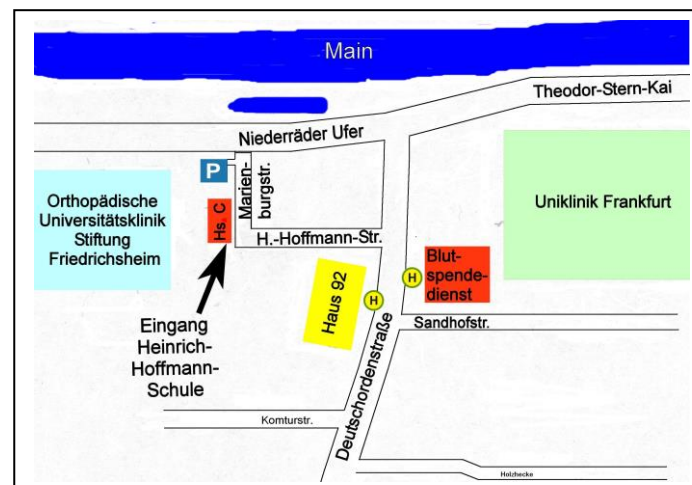 Main
Theodor-Stern-Kai
Niederräder Ufer
P
Marien-
burgstr.
Orthopädische
Universitätsklinik
Stiftung
Friedrichsheim
Hs. C
Uniklinik Frankfurt
H.-Hoffmann-Str.
Blut-
spende-
dienst
H
H
Haus 92
Eingang
Heinrich-
Hoffmann-
Schule
Sandhofstr.
Deutschordenstraße
Komturstr.
Holzhecke